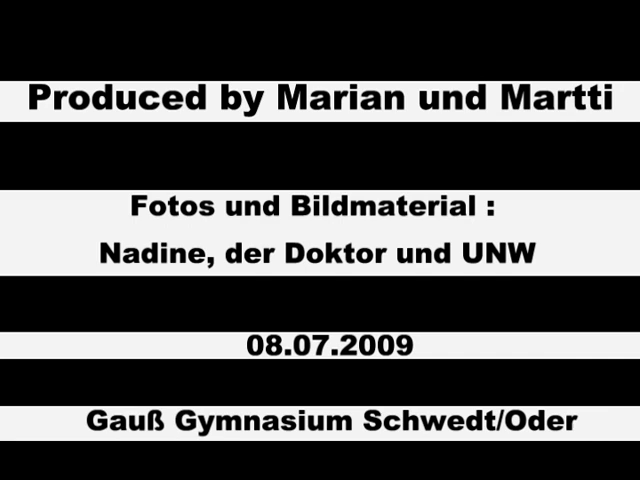 Produced by Marian und Martti
Fotos und Bildmaterial :
Nadine, der Doktor und UNW
08.07.2009
Gauß Gymnasium Schwedt/Oder